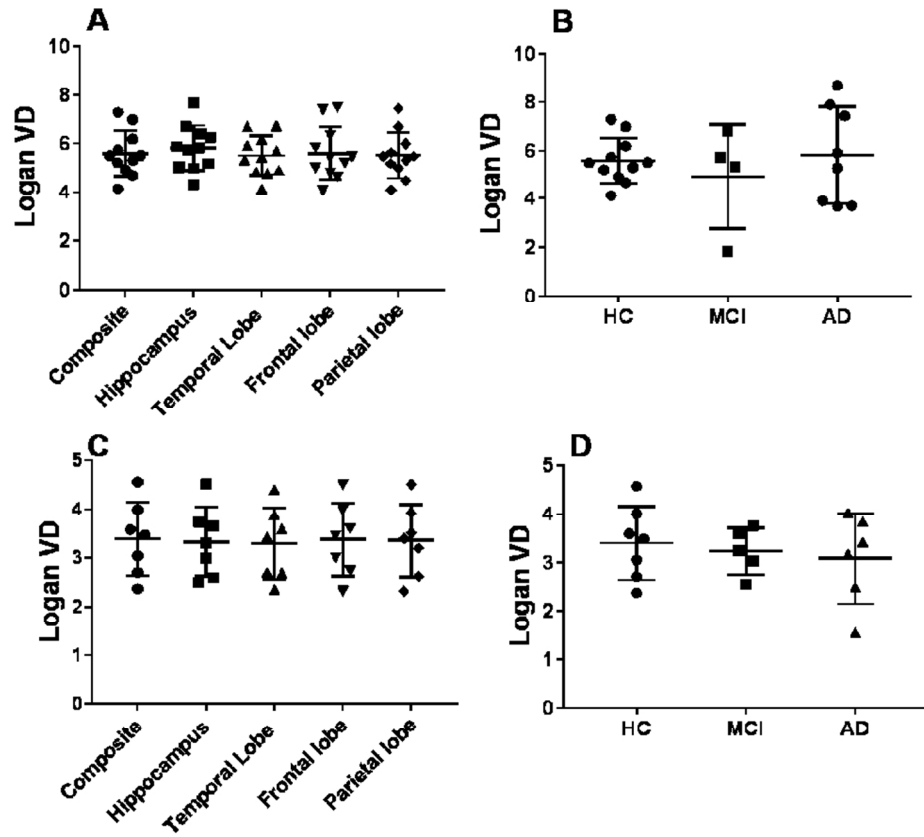 A
Logan VD
10
8
6
4
2
0
Composite
Hippocampus
Temporal Lobe
Frontal lobe
Parietal lobe
B
Logan VD
10
8
6
4
2
0
HC
MCI
AD
C
Logan VD
5
4
3
2
1
0
Composite
Hippocampus
Temporal Lobe
Frontal lobe
Parietal lobe
D
Logan VD
5
4
3
2
1
0
HC
MCI
AD